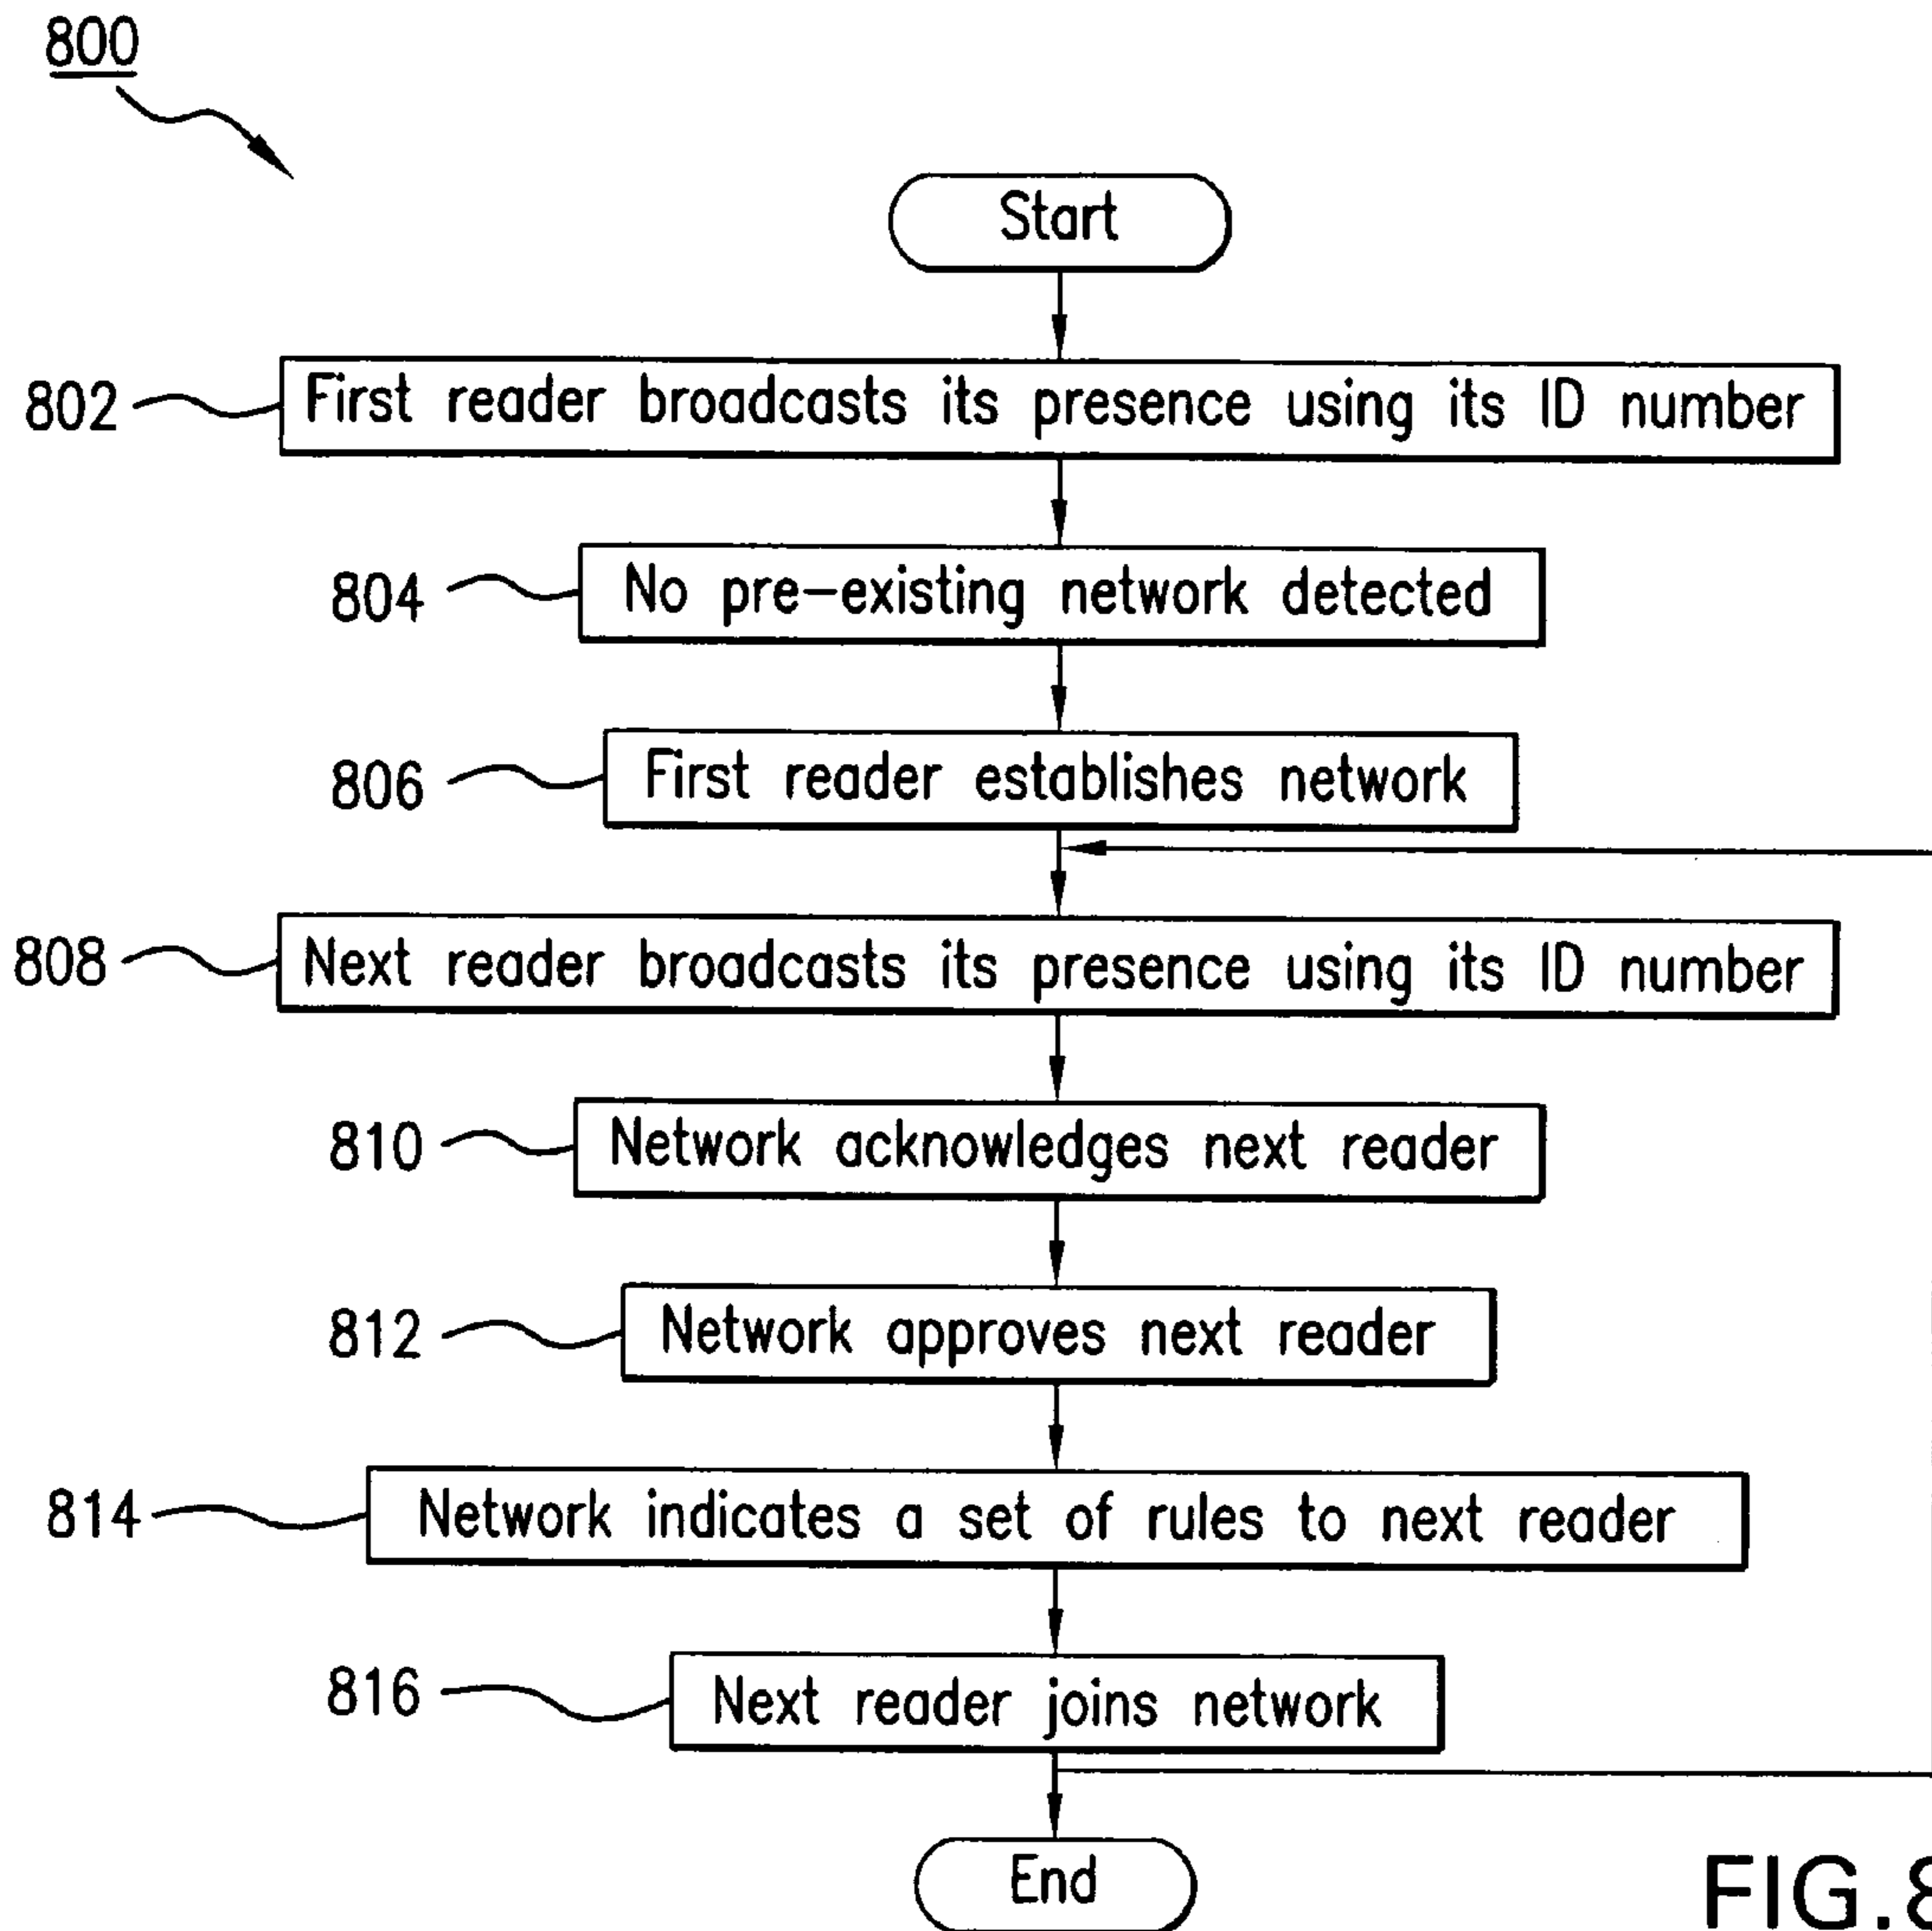 800
Start
802 First reader broadcasts its presence using its ID number
804 No pre-existing network detected
806 First reader establishes network
808 Next reader broadcasts its presence using its ID number
810 Network acknowledges next reader
812 Network approves next reader
814 Network indicates a set of rules to next reader
816 Next reader joins network
End
FIG.8